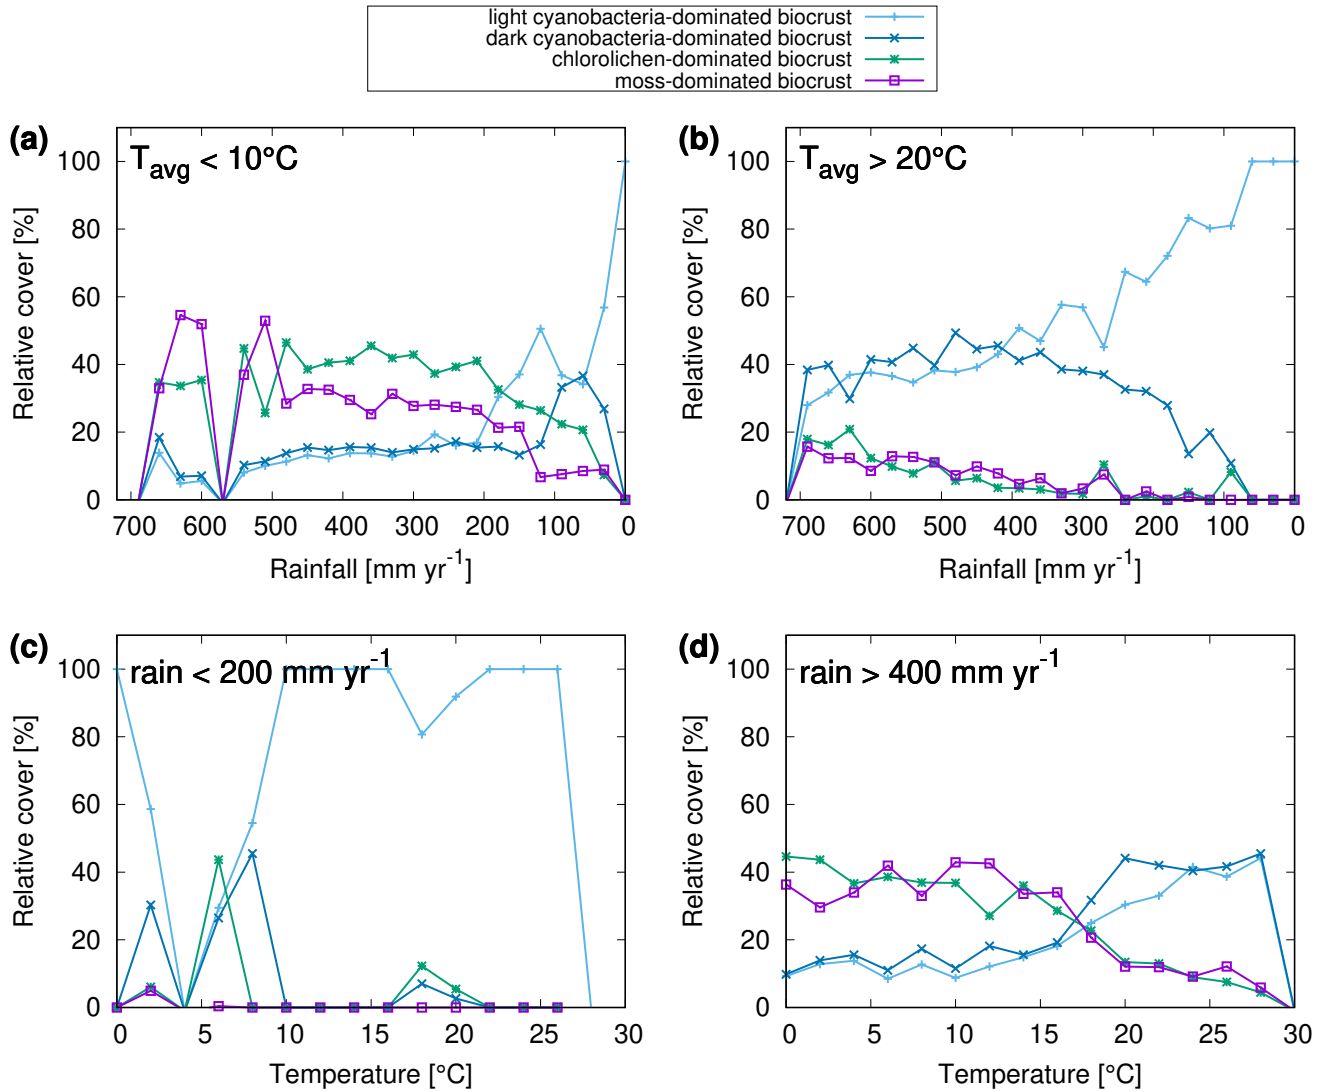 light cyanobacteria-dominated biocrust
dark cyanobacteria-dominated biocrust
chlorolichen-dominated biocrust
moss-dominated biocrust
(a)
T_avg < 10°C
Relative cover [%]
100
80
60
40
20
0
700 600 500 400 300 200 100 0
Rainfall [mm yr^-1]
(b)
T_avg > 20°C
Relative cover [%]
100
80
60
40
20
0
700 600 500 400 300 200 100 0
Rainfall [mm yr^-1]
(c)
rain < 200 mm yr^-1
Relative cover [%]
100
80
60
40
20
0
0 5 10 15 20 25 30
Temperature [°C]
(d)
rain > 400 mm yr^-1
Relative cover [%]
100
80
60
40
20
0
0 5 10 15 20 25 30
Temperature [°C]